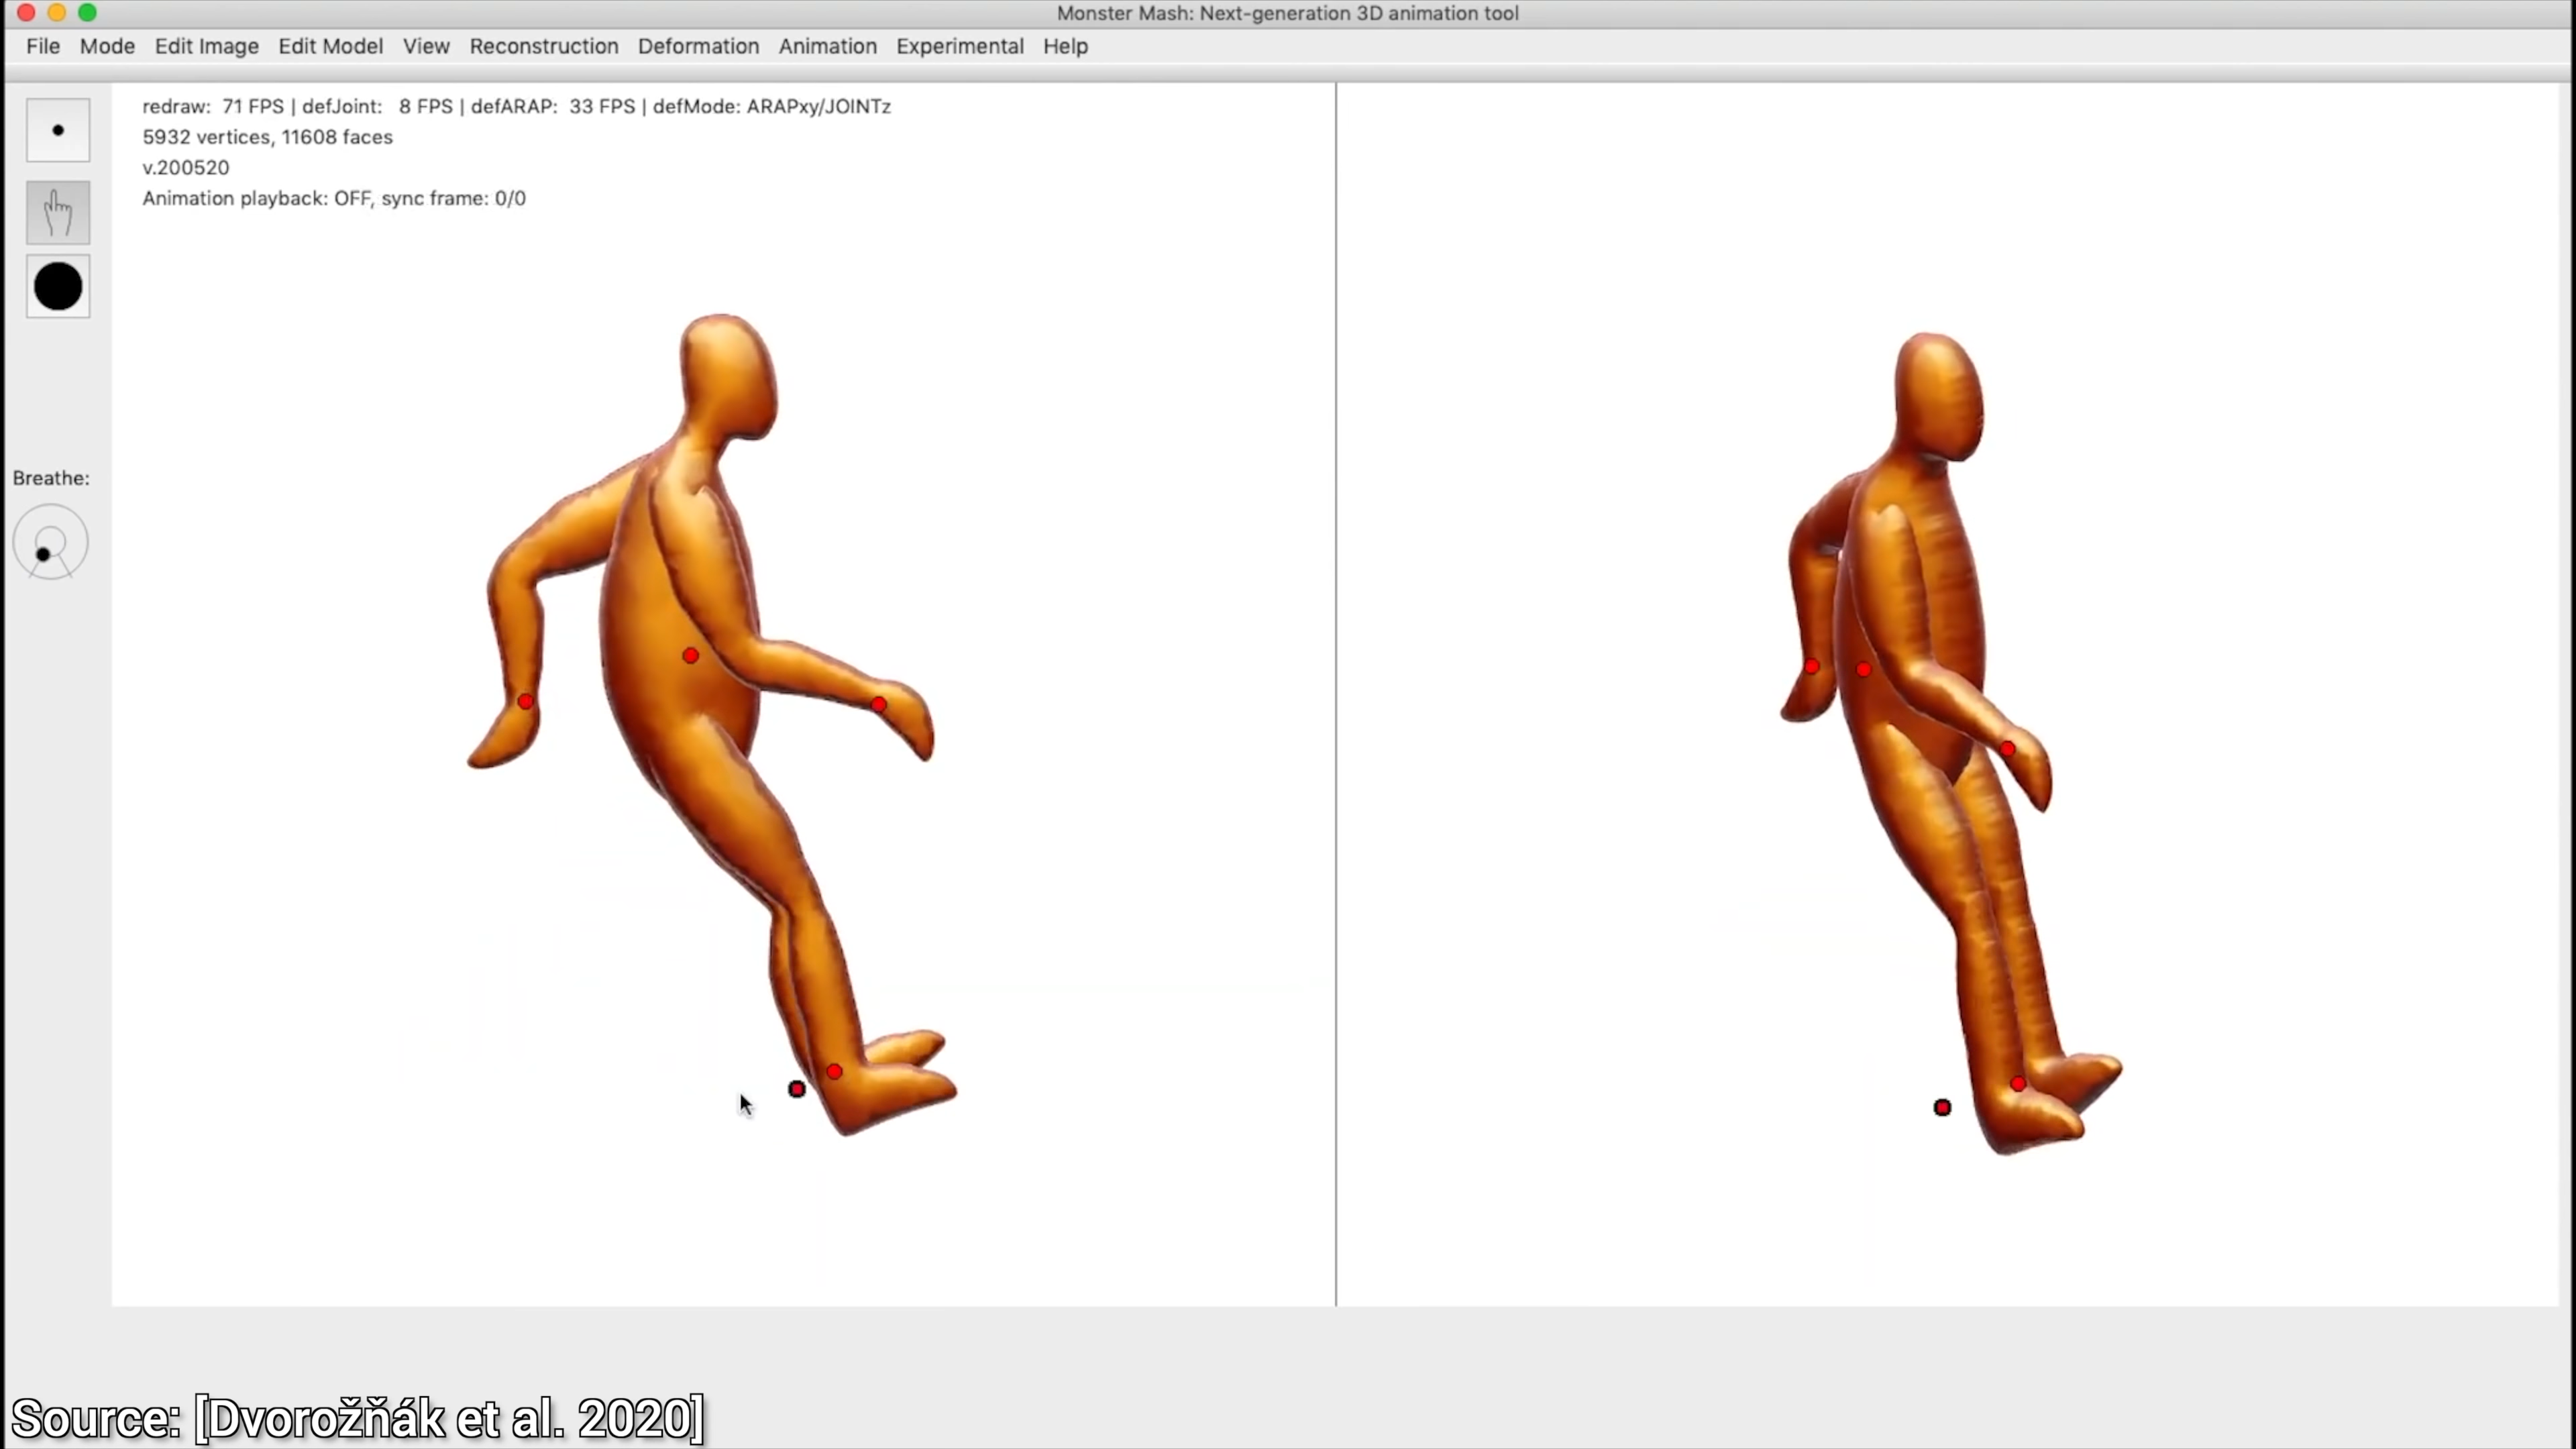 Monster Mash: Next-generation 3D animation tool
File Mode Edit Image Edit Model View Reconstruction Deformation Animation Experimental Help
redraw: 71 FPS | defJoint: 8 FPS | defARAP: 33 FPS | defMode: ARAPxy/JOINTz
5932 vertices, 11608 faces
v.200520
Animation playback: OFF, sync frame: 0/0
Breathe:
Source: [Dvorožňák et al. 2020]